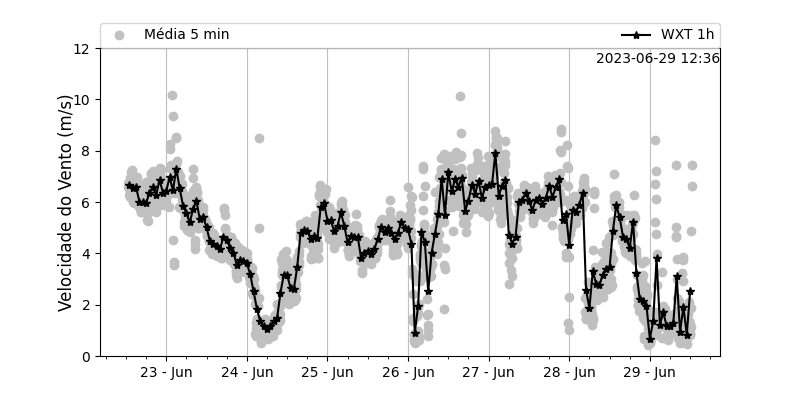 Média 5 min
WXT 1h
2023-06-29 12:36
Velocidade do Vento (m/s)
12
10
8
6
4
2
0
23 - Jun
24 - Jun
25 - Jun
26 - Jun
27 - Jun
28 - Jun
29 - Jun